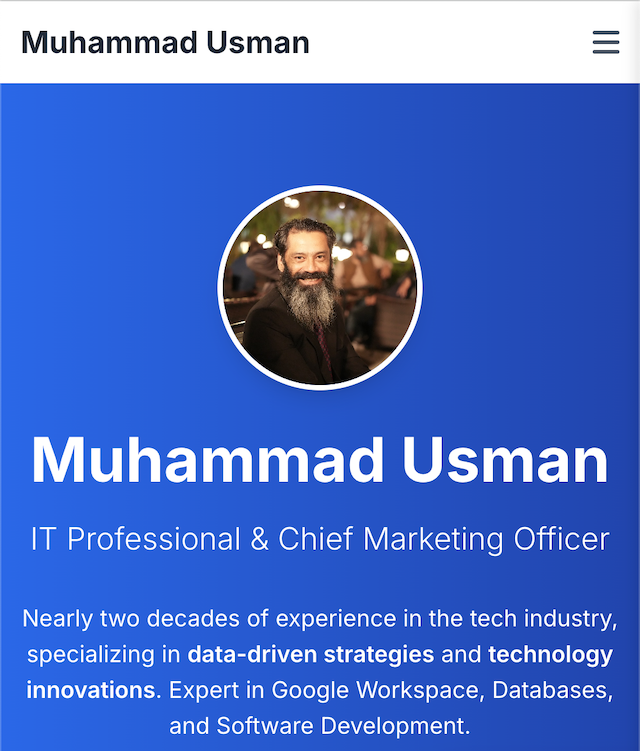 Muhammad Usman
Muhammad Usman
IT Professional & Chief Marketing Officer
Nearly two decades of experience in the tech industry,
specializing in data-driven strategies and technology
innovations. Expert in Google Workspace, Databases,
and Software Development.